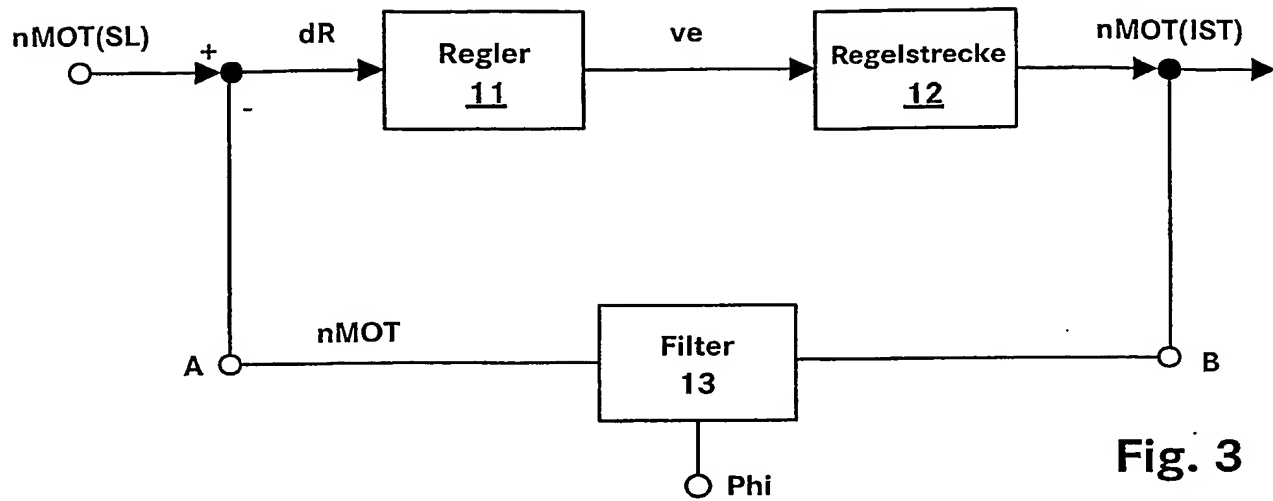 nMOT(SL)
+
-
dR
Regler
11
ve
Regelstrecke
12
nMOT(IST)
A
nMOT
Filter
13
B
Phi
Fig. 3